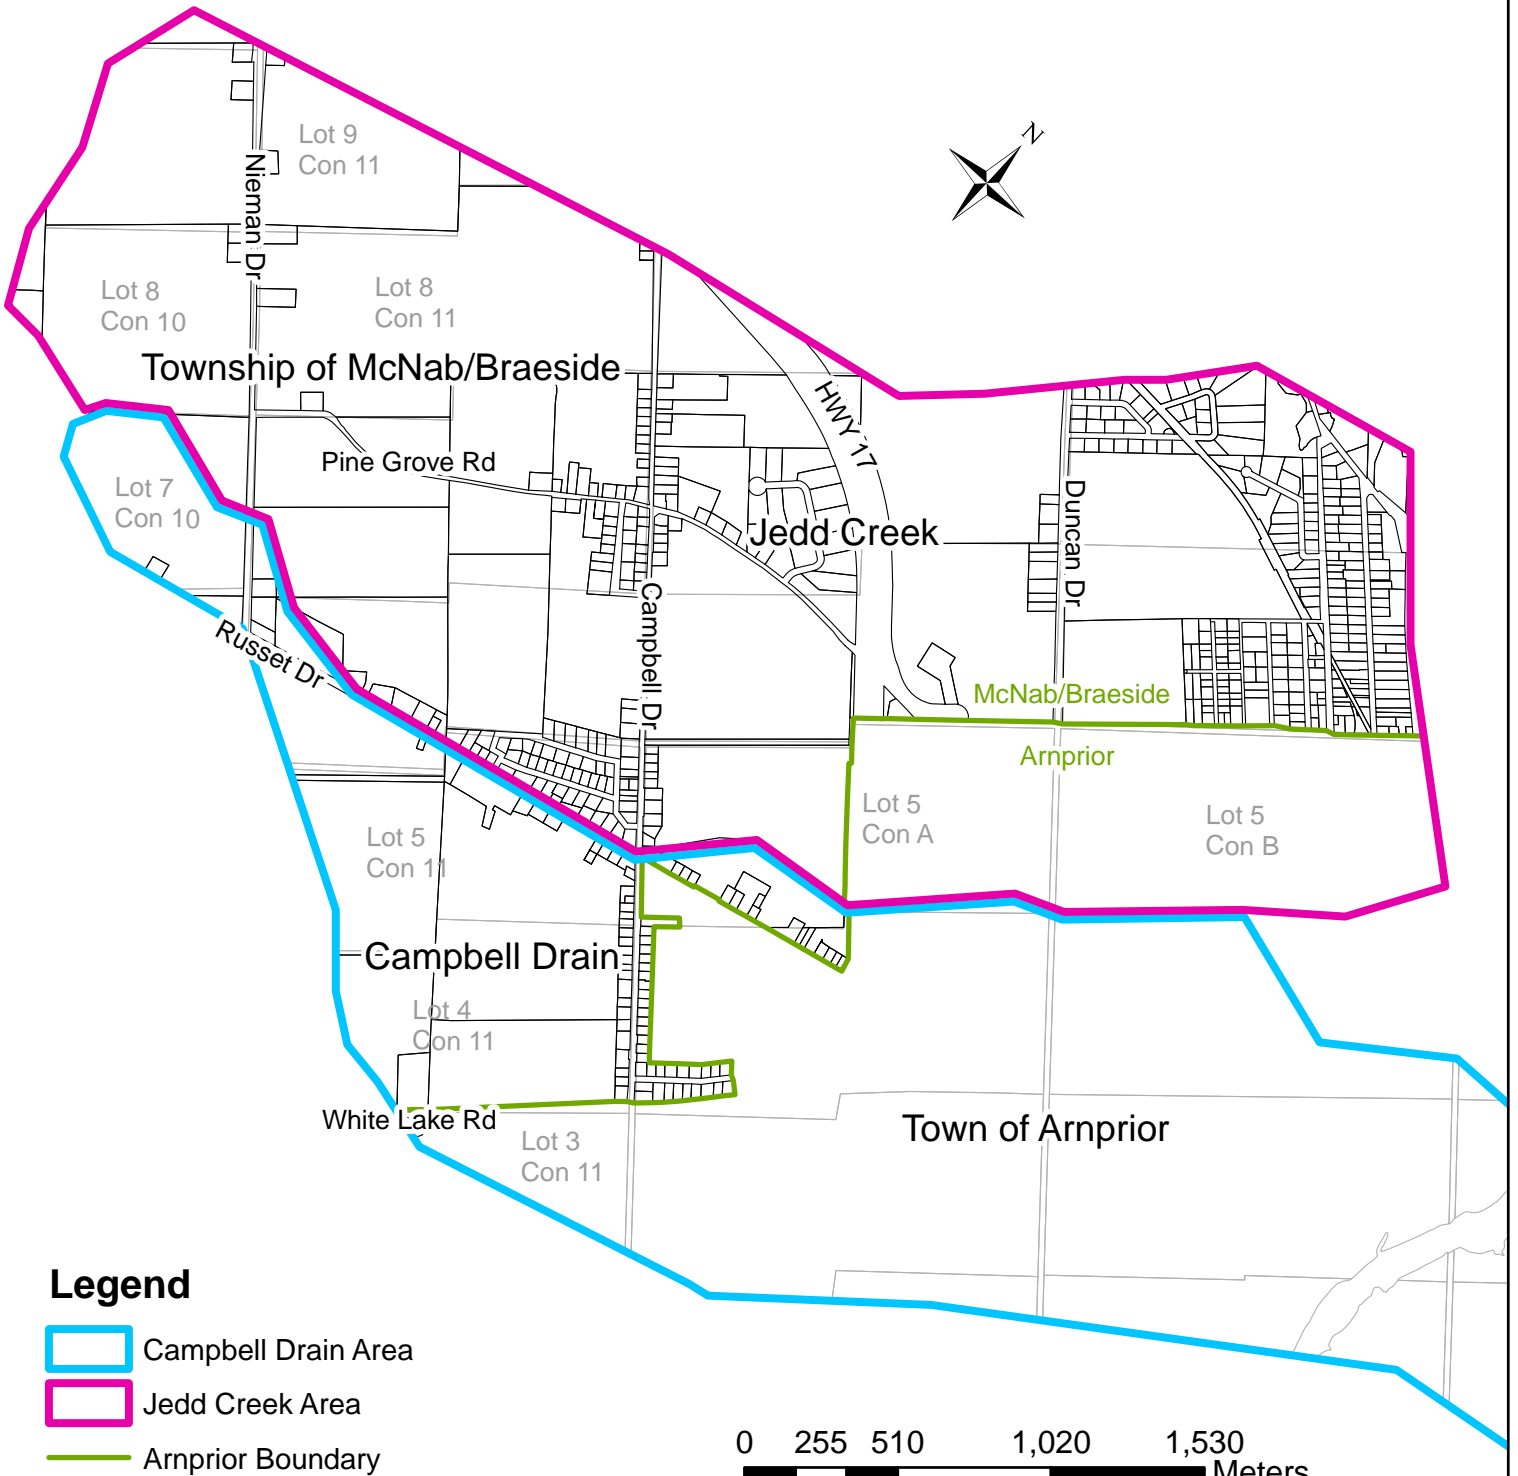 N
Lot 9
Con 11
Nieman Dr
Lot 8
Con 10
Lot 8
Con 11
Township of McNab/Braeside
HWY 17
Pine Grove Rd
Lot 7
Con 10
Jedd Creek
Duncan Dr
Campbell Dr
Russet Dr
McNab/Braeside
Arnprior
Lot 5
Con A
Lot 5
Con B
Lot 5
Con 11
Campbell Drain
Lot 4
Con 11
White Lake Rd
Lot 3
Con 11
Town of Arnprior
Legend
Campbell Drain Area
Jedd Creek Area
Arnprior Boundary
0 255 510 1,020 1,530
Meters